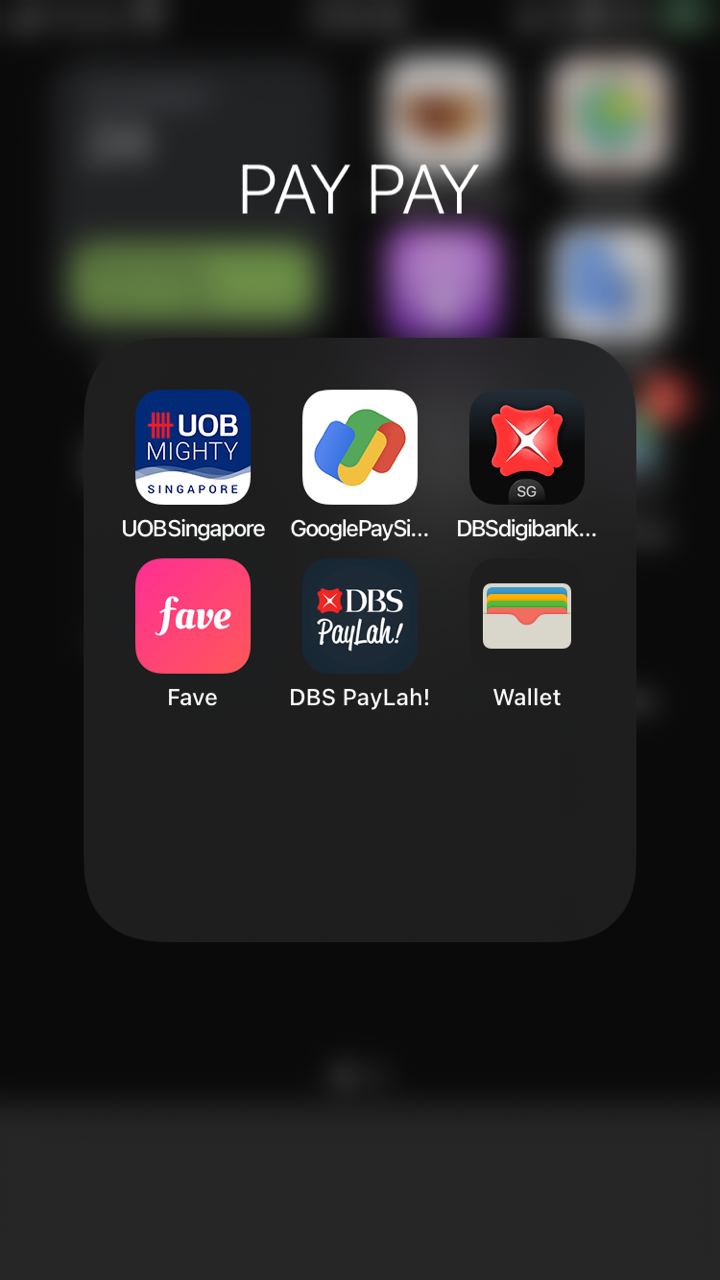 PAY PAY
UOB
MIGHTY
SINGAPORE
SG
UOBSingapore
GooglePaySi...
DBSdigibank...
fave
DBS
PayLah!
Fave
DBS PayLah!
Wallet